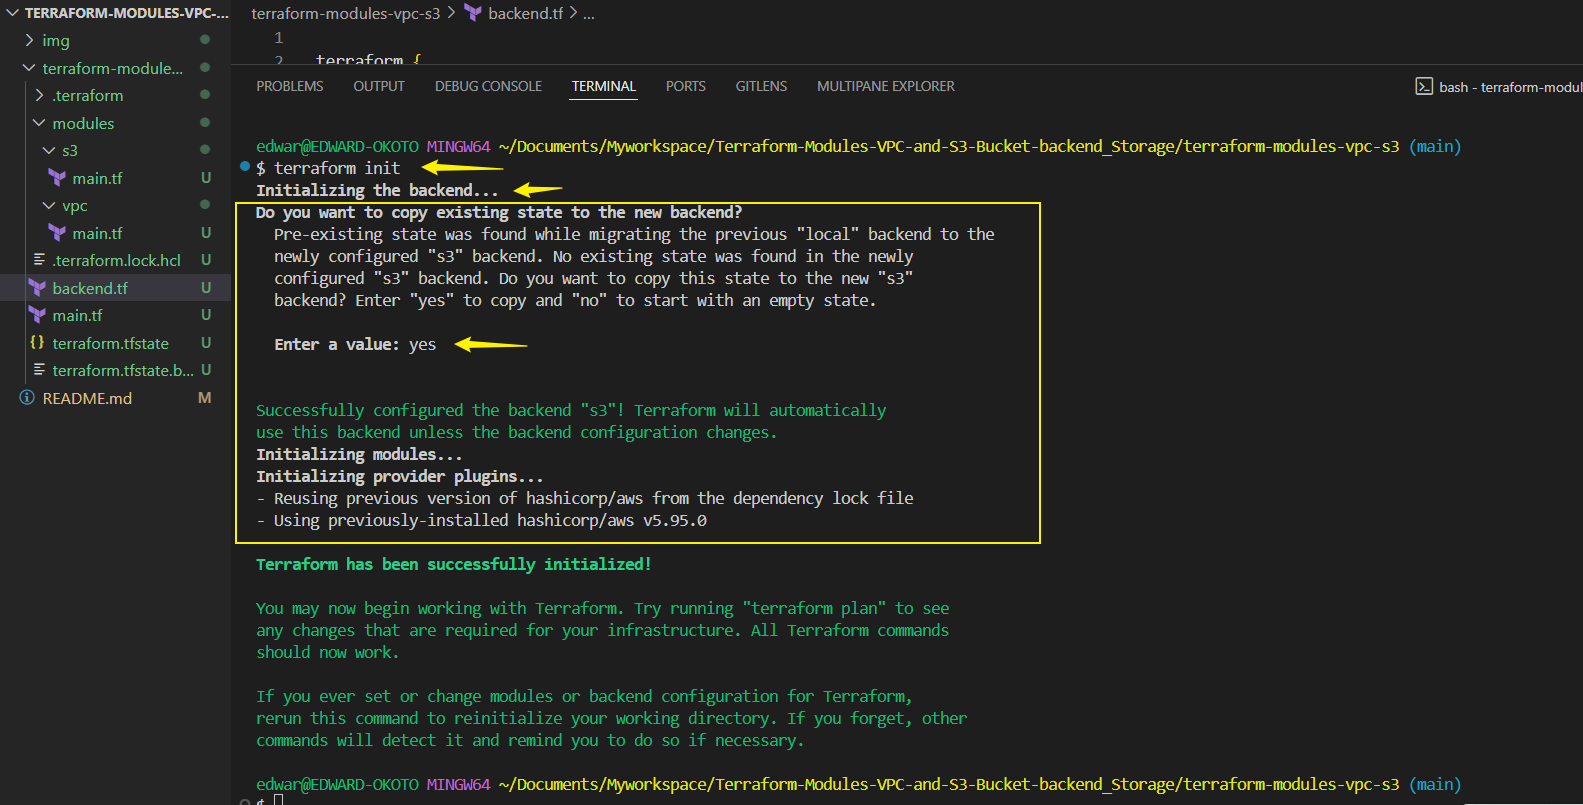 TERRAFORM-MODULES-VPC-...
img
terraform-module...
.terraform
modules
s3
main.tf U
vpc
main.tf U
.terraform.lock.hcl U
backend.tf U
main.tf U
{} terraform.tfstate U
terraform.tfstate.b... U
README.md M
terraform-modules-vpc-s3 > backend.tf > ...
1
2 terraform {
PROBLEMS OUTPUT DEBUG CONSOLE TERMINAL PORTS GITLENS MULTIPANE EXPLORER
bash - terraform-modul
edwar@EDWARD-OKOTO MINGW64 ~/Documents/Myworkspace/Terraform-Modules-VPC-and-S3-Bucket-backend_Storage/terraform-modules-vpc-s3 (main)
$ terraform init
Initializing the backend...
Do you want to copy existing state to the new backend?
Pre-existing state was found while migrating the previous "local" backend to the
newly configured "s3" backend. No existing state was found in the newly
configured "s3" backend. Do you want to copy this state to the new "s3"
backend? Enter "yes" to copy and "no" to start with an empty state.
Enter a value: yes
Successfully configured the backend "s3"! Terraform will automatically
use this backend unless the backend configuration changes.
Initializing modules...
Initializing provider plugins...
- Reusing previous version of hashicorp/aws from the dependency lock file
- Using previously-installed hashicorp/aws v5.95.0
Terraform has been successfully initialized!
You may now begin working with Terraform. Try running "terraform plan" to see
any changes that are required for your infrastructure. All Terraform commands
should now work.
If you ever set or change modules or backend configuration for Terraform,
rerun this command to reinitialize your working directory. If you forget, other
commands will detect it and remind you to do so if necessary.
edwar@EDWARD-OKOTO MINGW64 ~/Documents/Myworkspace/Terraform-Modules-VPC-and-S3-Bucket-backend_Storage/terraform-modules-vpc-s3 (main)
$